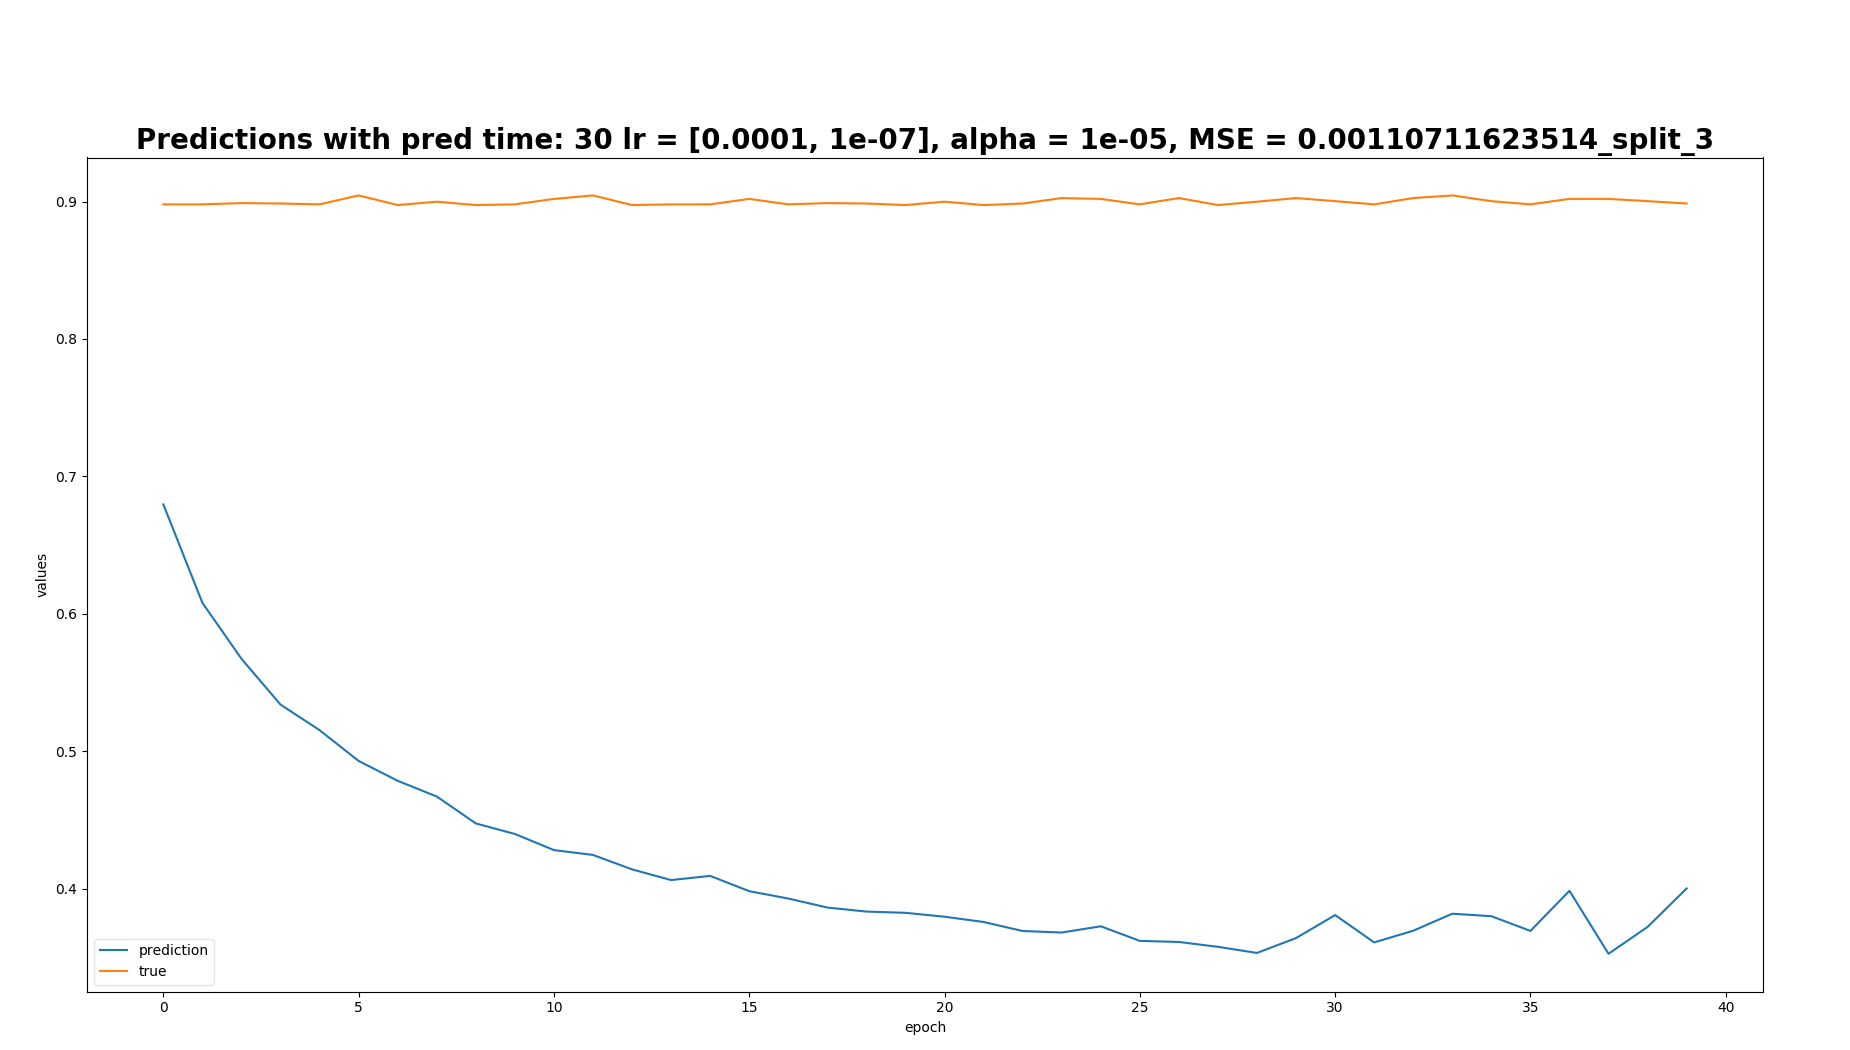 Predictions with pred time: 30 lr = [0.0001, 1e-07], alpha = 1e-05, MSE = 0.00110711623514_split_3
0.9
0.8
0.7
0.6
0.5
0.4
values
prediction
true
0 5 10 15 20 25 30 35 40
epoch